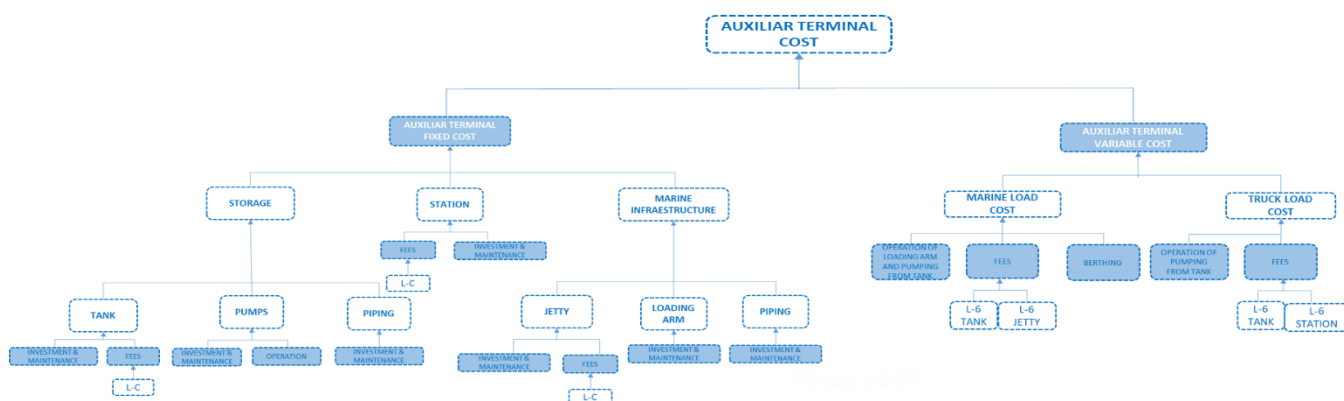 AUXILIAR TERMINAL
COST
AUXILIAR TERMINAL
FIXED COST
AUXILIAR TERMINAL
VARIABLE COST
STORAGE
STATION
MARINE
INFRAESTRUCTURE
MARINE LOAD
COST
TRUCK LOAD
COST
FEES
INVESTMENT &
MAINTENANCE
OPERATION OF
LOADING ARM
AND PUMPING
FROM TANK
FEES
BERTHING
OPERATION OF
PUMPING
FROM TANK
FEES
L-C
L-6
TANK
L-6
JETTY
L-6
TANK
L-6
STATION
TANK
PUMPS
PIPING
JETTY
LOADING
ARM
PIPING
INVESTMENT &
MAINTENANCE
FEES
INVESTMENT &
MAINTENANCE
OPERATION
INVESTMENT &
MAINTENANCE
INVESTMENT &
MAINTENANCE
FEES
INVESTMENT &
MAINTENANCE
INVESTMENT &
MAINTENANCE
L-C
L-C